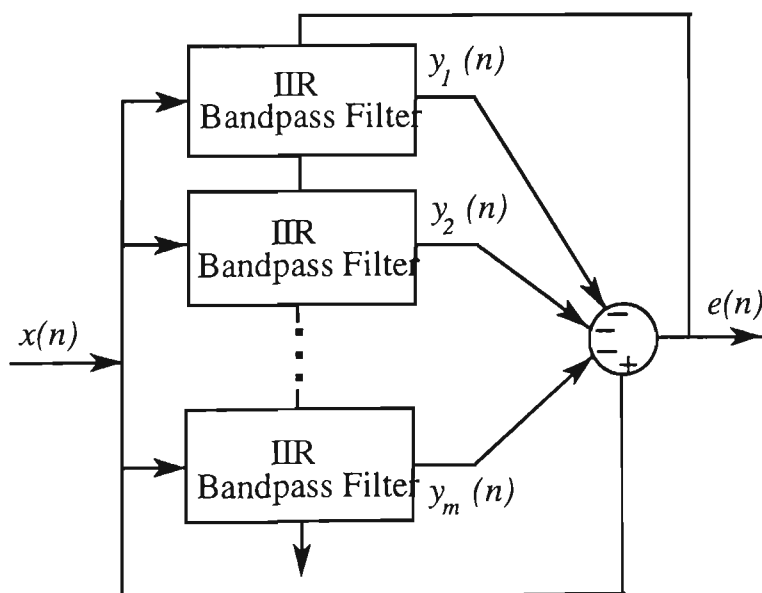 IIR
Bandpass Filter
y1 (n)
IIR
Bandpass Filter
y2 (n)
x(n)
e(n)
− − − +
IIR
Bandpass Filter
ym (n)